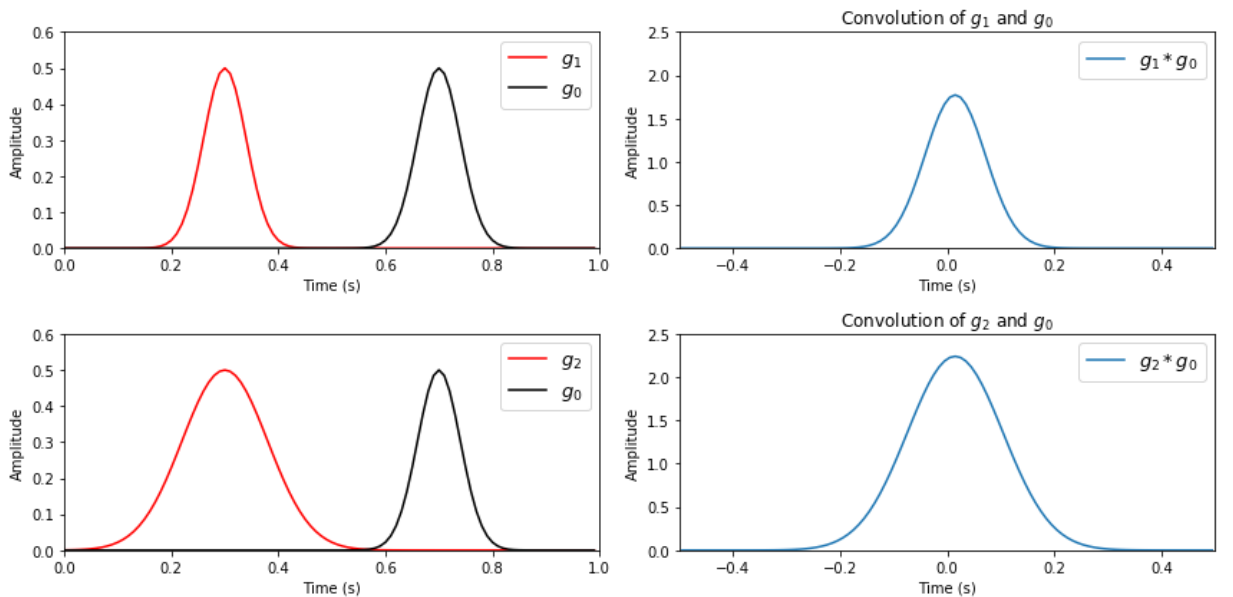 0.6
0.5
0.4
0.3
0.2
0.1
0.0
Amplitude
g₁
g₀
0.0 0.2 0.4 0.6 0.8 1.0
Time (s)
Convolution of g₁ and g₀
2.5
2.0
1.5
1.0
0.5
0.0
Amplitude
g₁ * g₀
−0.4 −0.2 0.0 0.2 0.4
Time (s)
0.6
0.5
0.4
0.3
0.2
0.1
0.0
Amplitude
g₂
g₀
0.0 0.2 0.4 0.6 0.8 1.0
Time (s)
Convolution of g₂ and g₀
2.5
2.0
1.5
1.0
0.5
0.0
Amplitude
g₂ * g₀
−0.4 −0.2 0.0 0.2 0.4
Time (s)